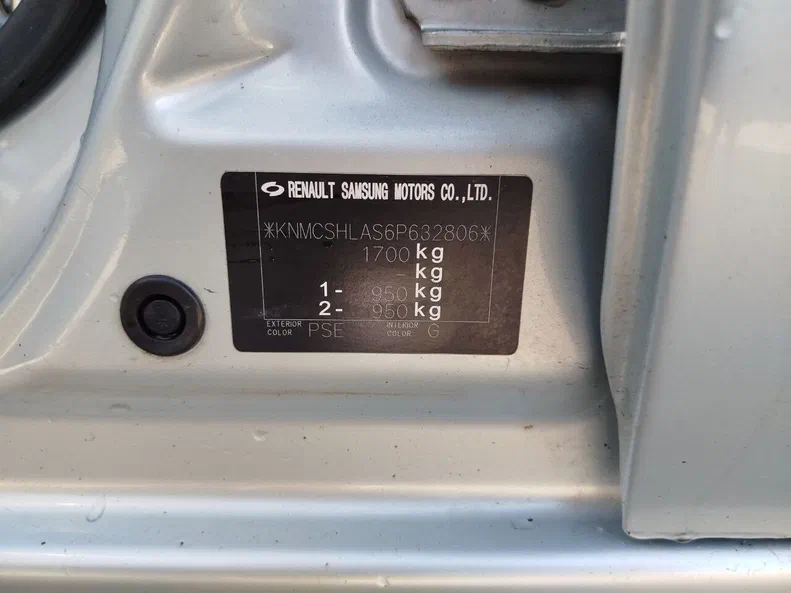 RENAULT SAMSUNG MOTORS CO.,LTD.
*KNMCSHLAS6P632806*
1700 kg
- kg
1- 950 kg
2- 950 kg
EXTERIOR COLOR PSE INTERIOR COLOR G